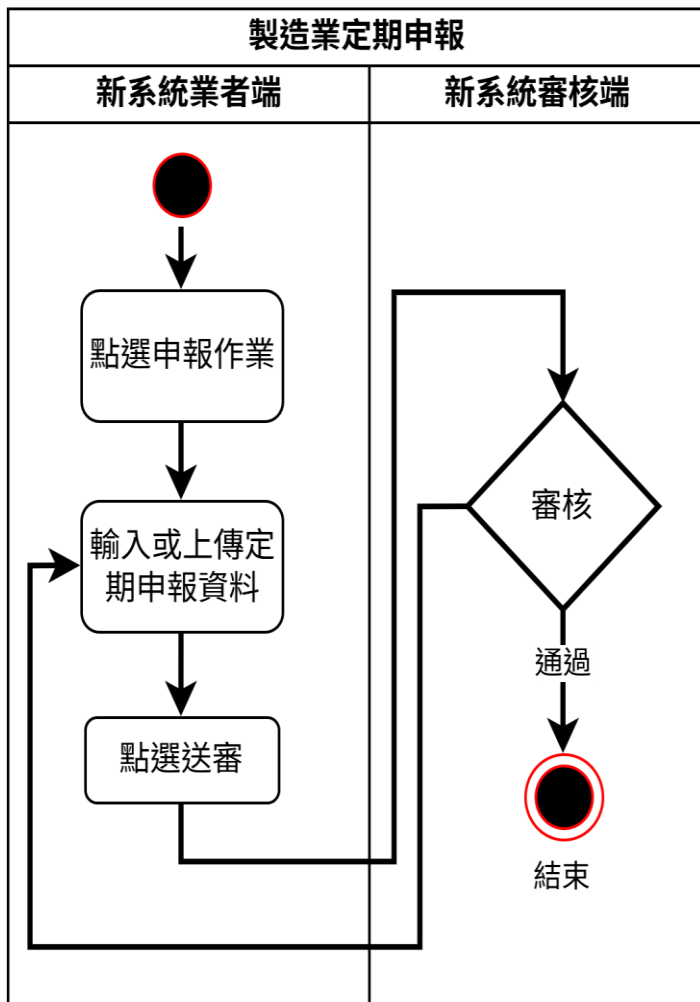 製造業定期申報
新系統業者端
新系統審核端
點選申報作業
輸入或上傳定
期申報資料
點選送審
審核
通過
結束